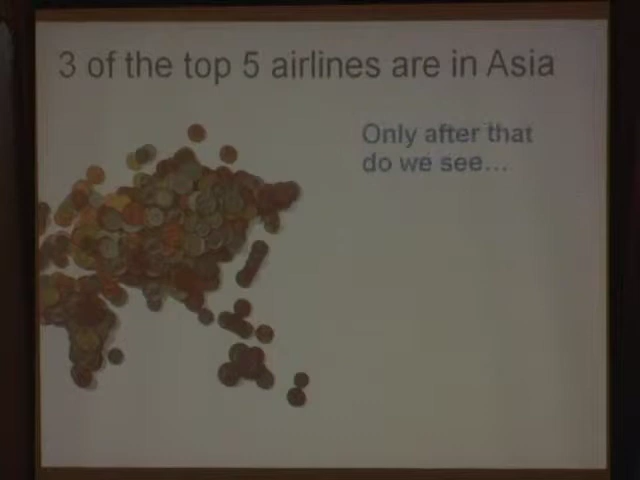 3 of the top 5 airlines are in Asia
Only after that
do we see...